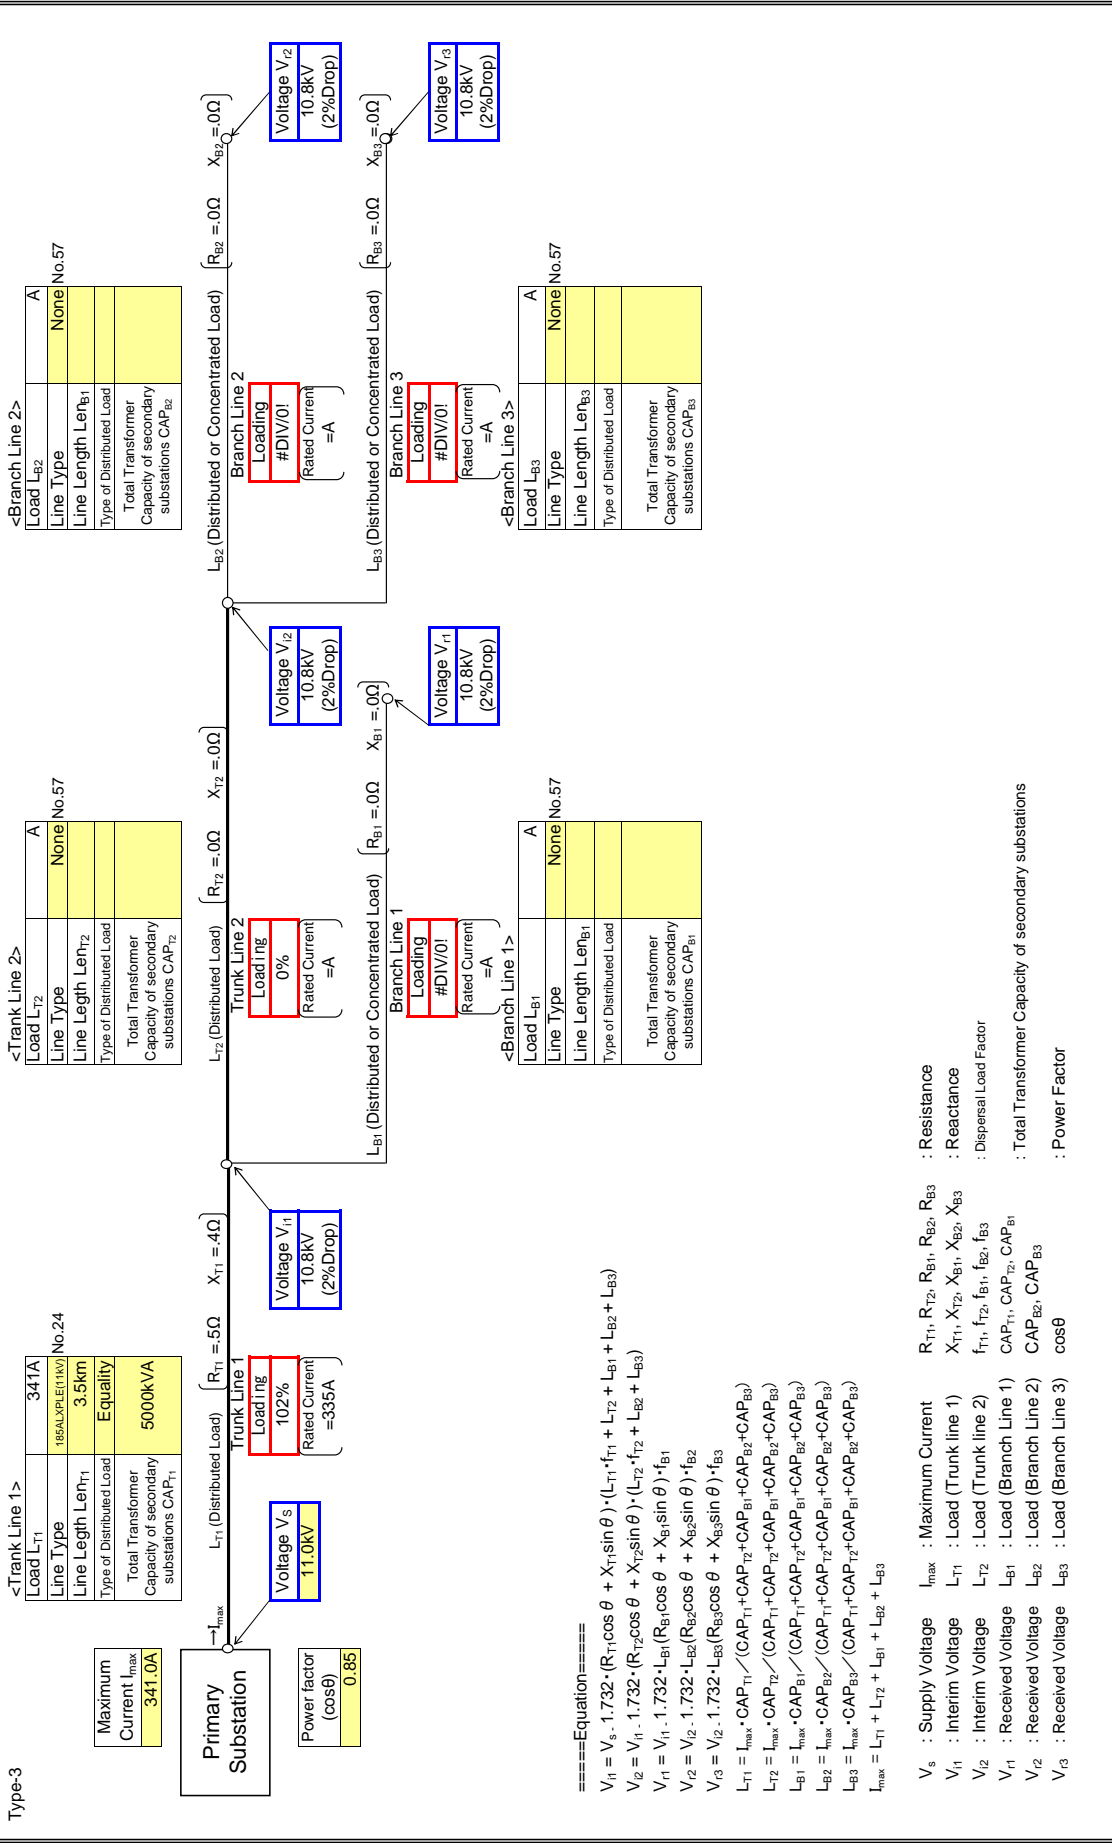 Type-3
<Trank Line 1>
Load LT1 341A
Line Type 185ALXPLE(11kV) No.24
Line Legth LenT1 3.5km
Type of Distributed Load Equality
Total Transformer
Capacity of secondary
substations CAPT1
5000kVA
<Trank Line 2>
Load LT2 A
Line Type None No.57
Line Length LenT2
Type of Distributed Load
Total Transformer
Capacity of secondary
substations CAPT2
<Branch Line 2>
Load LB2 A
Line Type None No.57
Line Length LenB1
Type of Distributed Load
Total Transformer
Capacity of secondary
substations CAPB2
Maximum
Current Imax
341.0A
Primary
Substation
→Imax
Power factor
(cosθ)
0.85
Voltage VS
11.0kV
LT1 (Distributed Load) RT1 =.5Ω XT1 =.4Ω
Trunk Line 1
Loading
102%
Rated Current
=335A
Voltage Vi1
10.8kV
(2%Drop)
LT2 (Distributed Load) RT2 =.0Ω XT2 =.0Ω
Trunk Line 2
Loading
0%
Rated Current
=A
Voltage Vi2
10.8kV
(2%Drop)
LB2 (Distributed or Concentrated Load) RB2 =.0Ω XB2 =.0Ω
Branch Line 2
Loading
#DIV/0!
Rated Current
=A
Voltage Vr2
10.8kV
(2%Drop)
LB1 (Distributed or Concentrated Load) RB1 =.0Ω XB1 =.0Ω
Branch Line 1
Loading
#DIV/0!
Rated Current
=A
Voltage Vr1
10.8kV
(2%Drop)
LB3 (Distributed or Concentrated Load) RB3 =.0Ω XB3 =.0Ω
Branch Line 3
Loading
#DIV/0!
Rated Current
=A
Voltage Vr3
10.8kV
(2%Drop)
<Branch Line 1>
Load LB1 A
Line Type None No.57
Line Length LenB1
Type of Distributed Load
Total Transformer
Capacity of secondary
substations CAPB1
<Branch Line 3>
Load LB3 A
Line Type None No.57
Line Length LenB3
Type of Distributed Load
Total Transformer
Capacity of secondary
substations CAPB3
=====Equation=====
Vi1 = Vs - 1.732・(RT1cos θ + XT1sin θ)・(LT1・fT1 + LT2 + LB1 + LB2 + LB3)
Vi2 = Vi1 - 1.732・(RT2cos θ + XT2sin θ)・(LT2・fT2 + LB2 + LB3)
Vr1 = Vi1 - 1.732・LB1(RB1cos θ + XB1sin θ)・fB1
Vr2 = Vi2 - 1.732・LB2(RB2cos θ + XB2sin θ)・fB2
Vr3 = Vi2 - 1.732・LB3(RB3cos θ + XB3sin θ)・fB3
LT1 = Imax・CAPT1／(CAPT1+CAPT2+CAPB1+CAPB2+CAPB3)
LT2 = Imax・CAPT2／(CAPT1+CAPT2+CAPB1+CAPB2+CAPB3)
LB1 = Imax・CAPB1／(CAPT1+CAPT2+CAPB1+CAPB2+CAPB3)
LB2 = Imax・CAPB2／(CAPT1+CAPT2+CAPB1+CAPB2+CAPB3)
LB3 = Imax・CAPB3／(CAPT1+CAPT2+CAPB1+CAPB2+CAPB3)
Imax = LT1 + LT2 + LB1 + LB2 + LB3
Vs : Supply Voltage Imax : Maximum Current RT1, RT2, RB1, RB2, RB3 : Resistance
Vi1 : Interim Voltage LT1 : Load (Trunk line 1) XT1, XT2, XB1, XB2, XB3 : Reactance
Vi2 : Interim Voltage LT2 : Load (Trunk line 2) fT1, fT2, fB1, fB2, fB3 : Dispersal Load Factor
Vr1 : Received Voltage LB1 : Load (Branch Line 1) CAPT1, CAPT2, CAPB1
Vr2 : Received Voltage LB2 : Load (Branch Line 2) CAPB2, CAPB3 : Total Transformer Capacity of secondary substations
Vr3 : Received Voltage LB3 : Load (Branch Line 3) cosθ : Power Factor